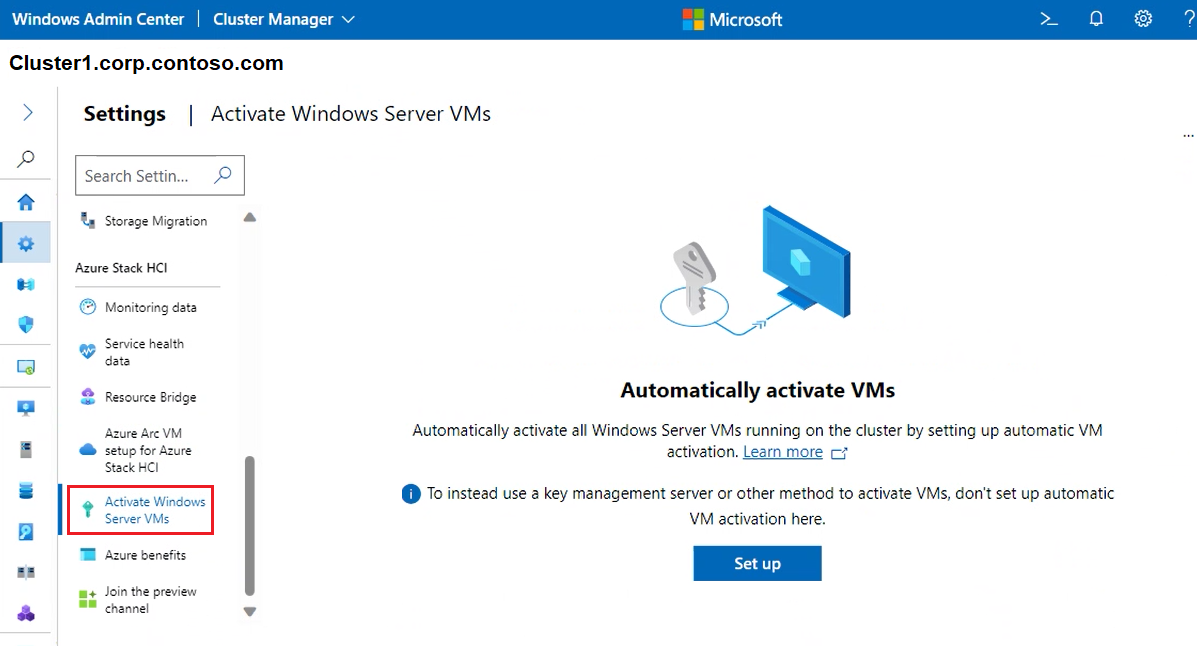 Windows Admin Center | Cluster Manager
Microsoft
?
Cluster1.corp.contoso.com
Settings | Activate Windows Server VMs
...
Search Settin...
Storage Migration
Azure Stack HCI
Monitoring data
Service health
data
Resource Bridge
Azure Arc VM
setup for Azure
Stack HCI
Activate Windows
Server VMs
Azure benefits
Join the preview
channel
Automatically activate VMs
Automatically activate all Windows Server VMs running on the cluster by setting up automatic VM
activation. Learn more
To instead use a key management server or other method to activate VMs, don't set up automatic
VM activation here.
Set up